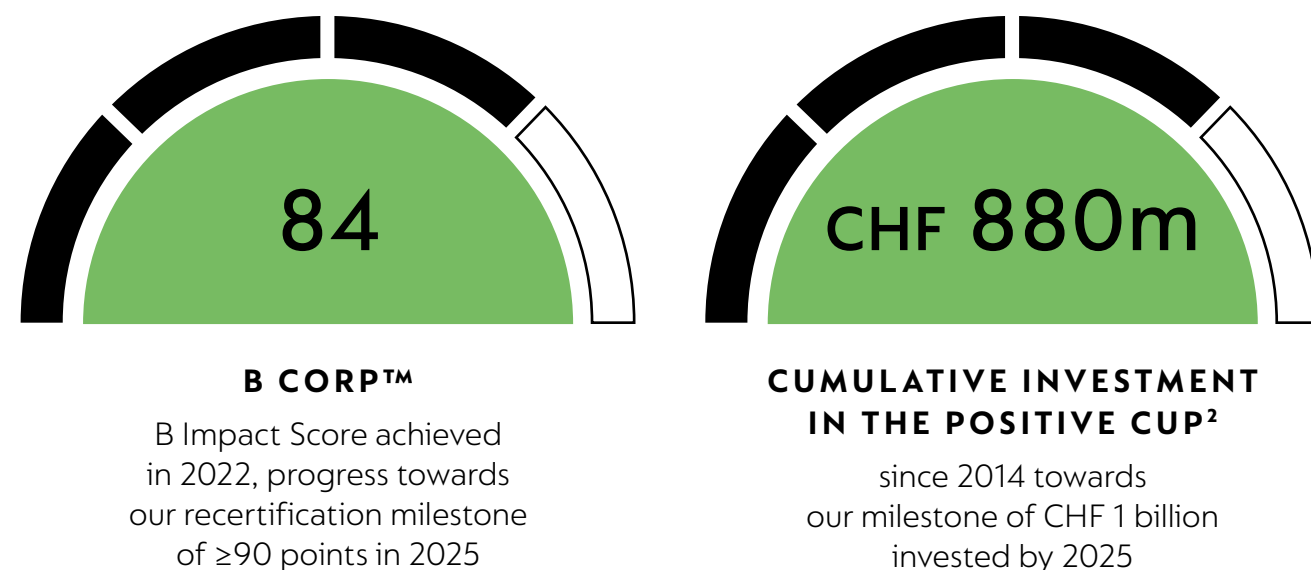 84
B CORP™
B Impact Score achieved
in 2022, progress towards
our recertification milestone
of ≥90 points in 2025
CHF 880m
CUMULATIVE INVESTMENT
IN THE POSITIVE CUP²
since 2014 towards
our milestone of CHF 1 billion
invested by 2025